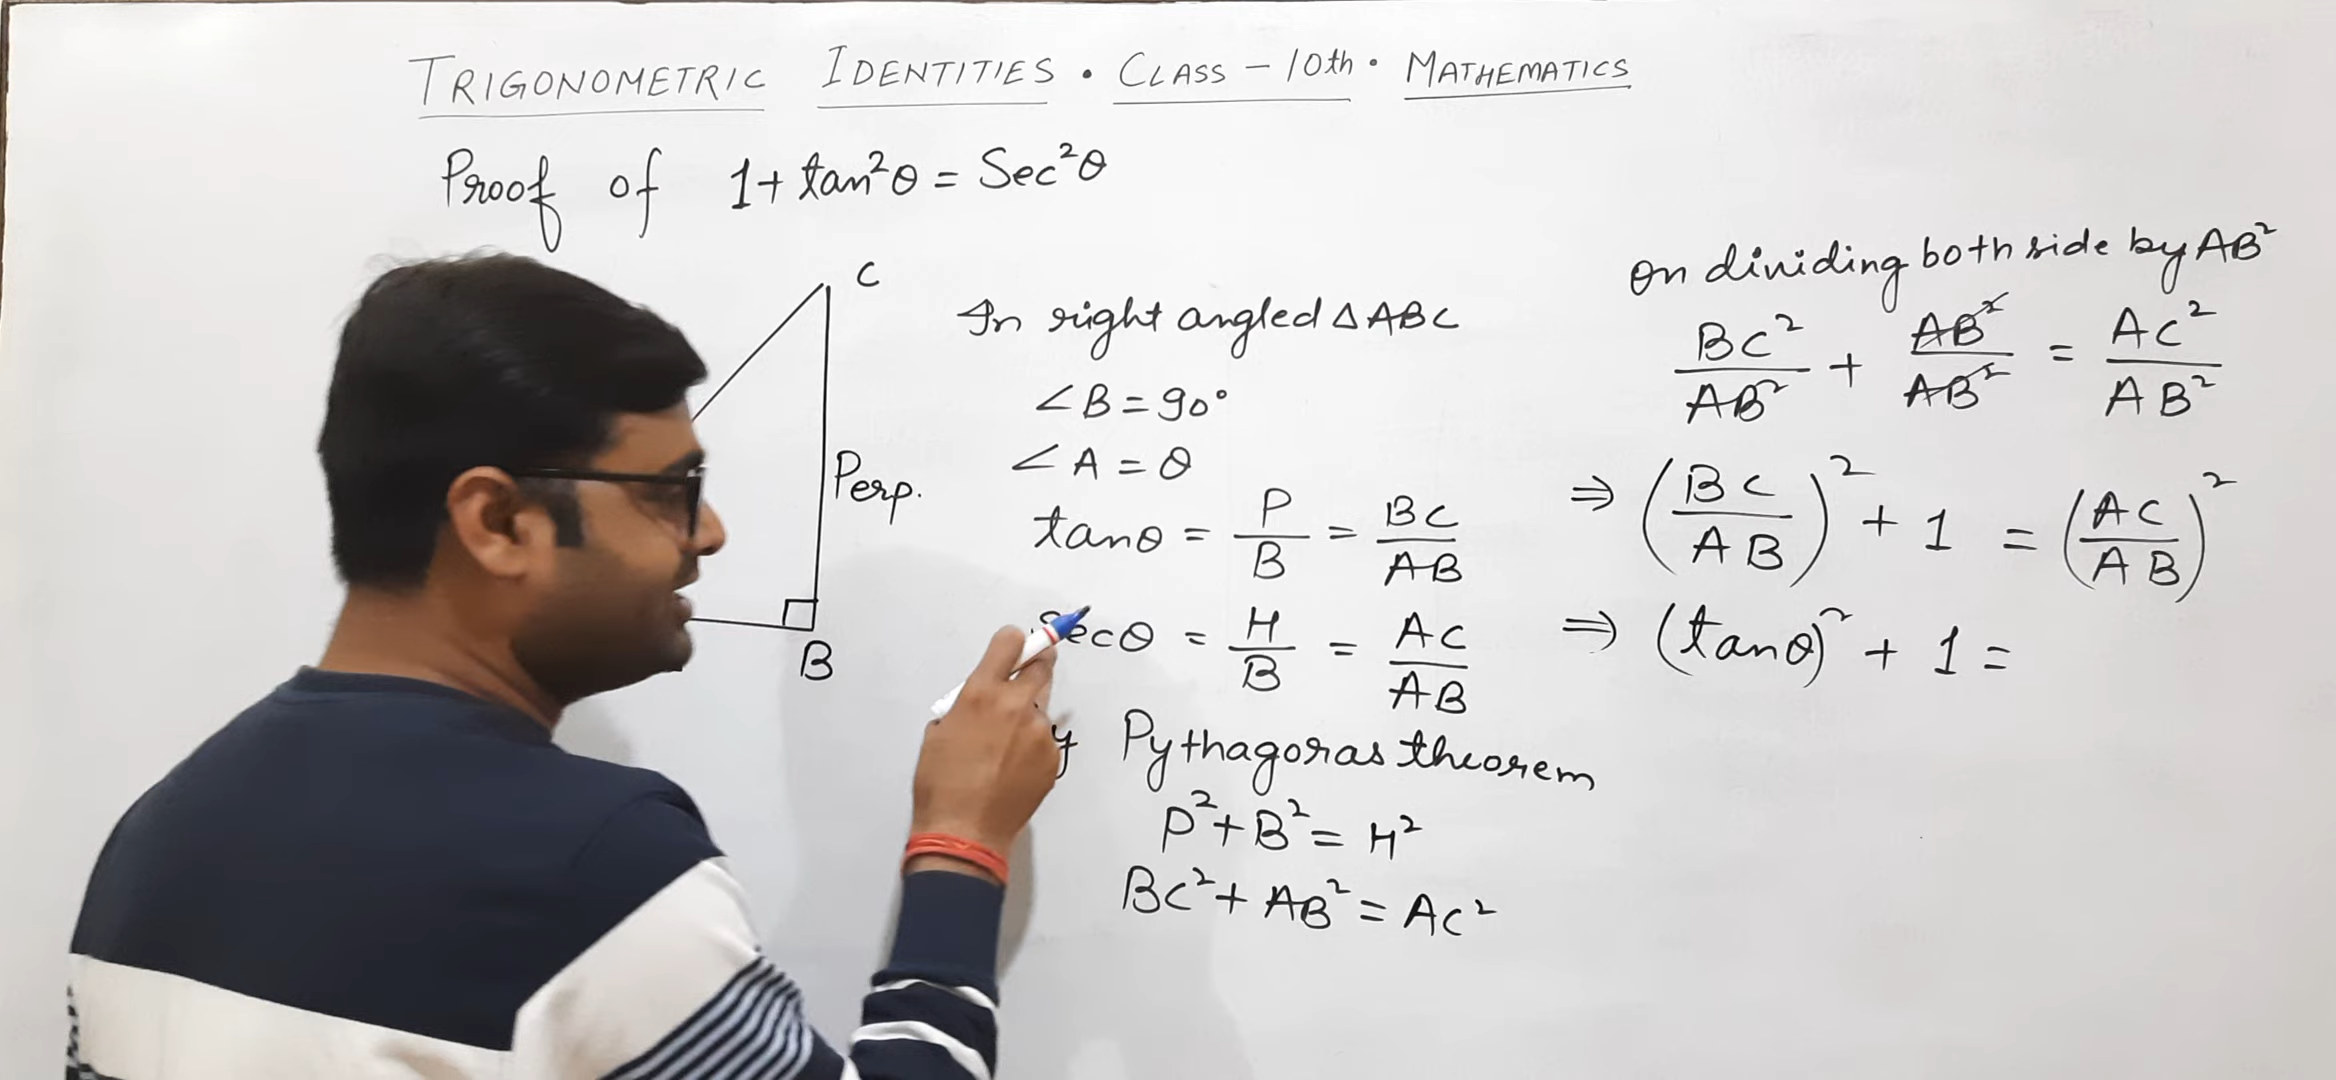 TRIGONOMETRIC IDENTITIES • CLASS - 10th • MATHEMATICS
Proof of 1 + tan²θ = Sec²θ
C
Perp.
B
In right angled Δ ABC
∠B = 90°
∠A = θ
tanθ = P/B = BC/AB
Secθ = H/B = AC/AB
Pythagoras theorem
P² + B² = H²
BC² + AB² = AC²
On dividing both side by AB²
BC²/AB² + AB²/AB² = AC²/AB²
⇒ (BC/AB)² + 1 = (AC/AB)²
⇒ (tanθ)² + 1 =